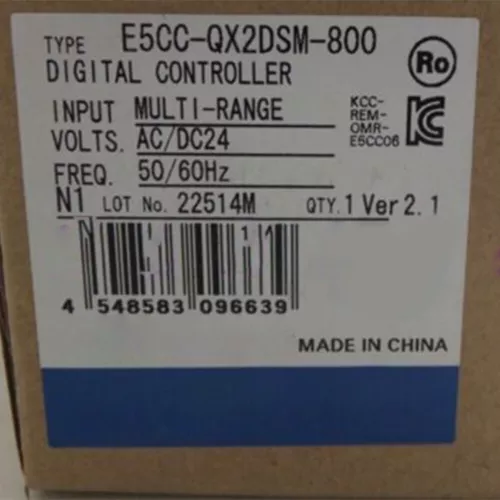 TYPE E5CC-QX2DSM-800
DIGITAL CONTROLLER
Ro
INPUT MULTI-RANGE
VOLTS. AC/DC24
FREQ. 50/60Hz
KCC-
REM-
OMR-
E5CC06
N1 LOT No. 22514M QTY. 1 Ver 2.1
N 11
4 548583 096639
MADE IN CHINA